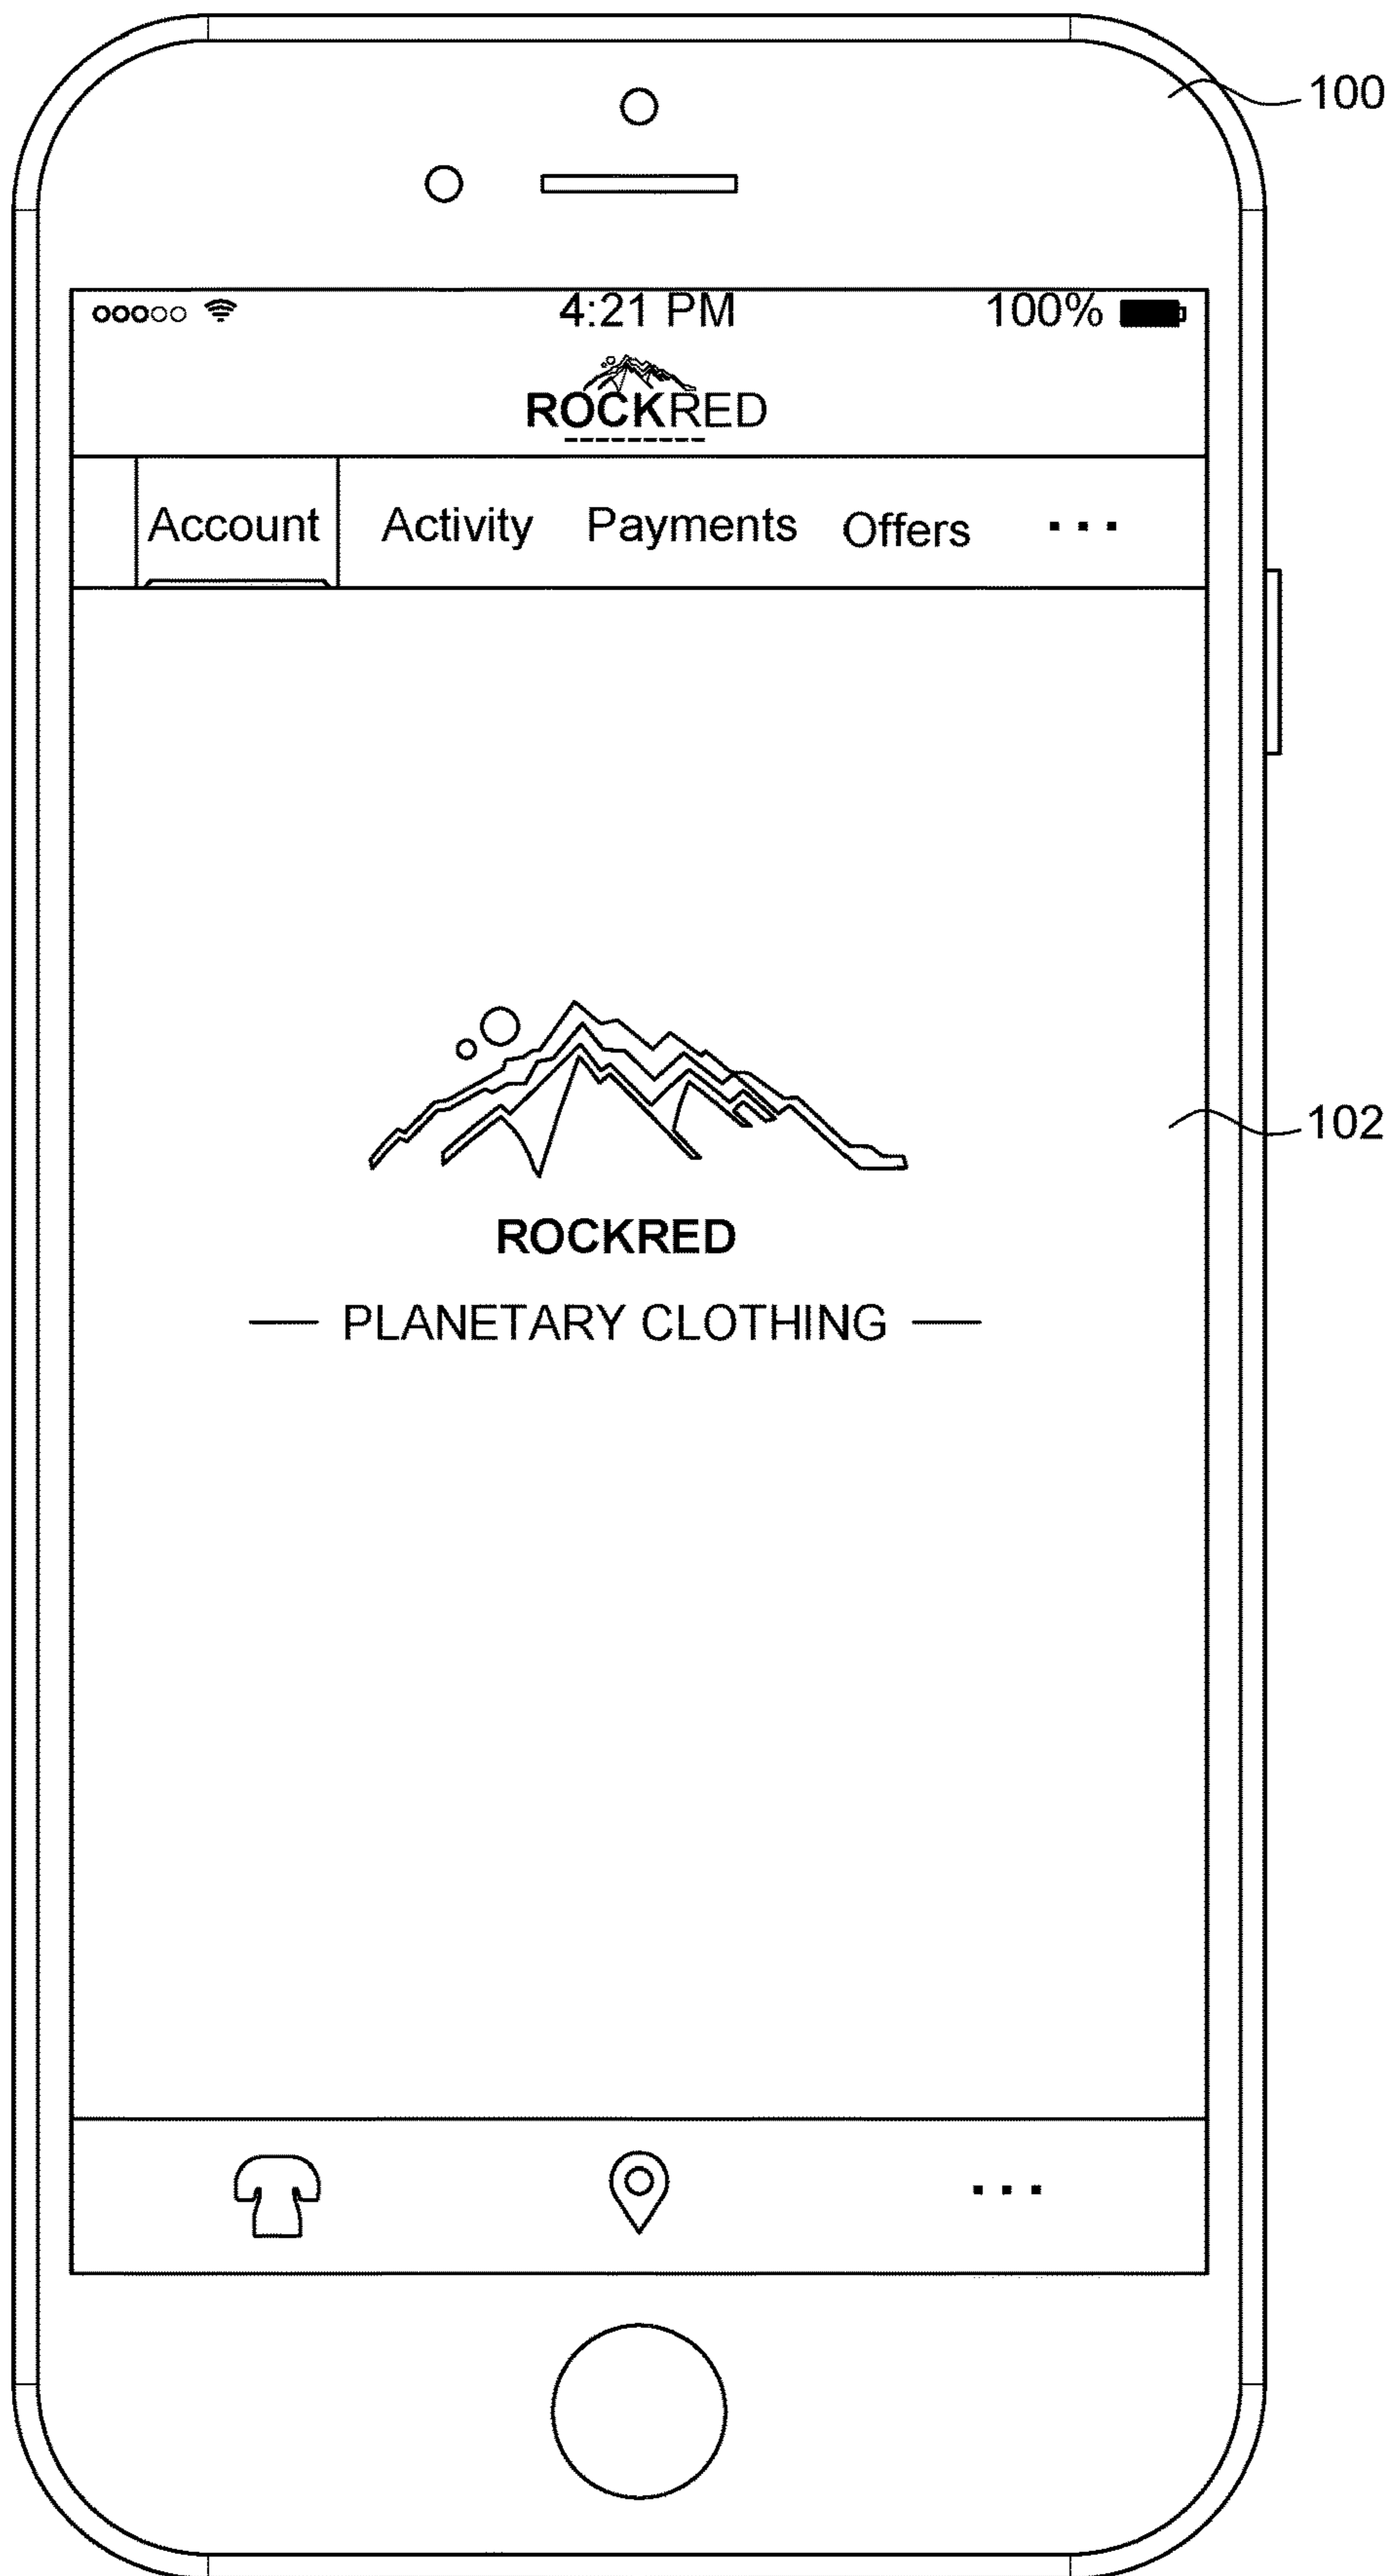 100
4:21 PM 100%
ROCKRED
Account Activity Payments Offers ...
102
ROCKRED
— PLANETARY CLOTHING —
...